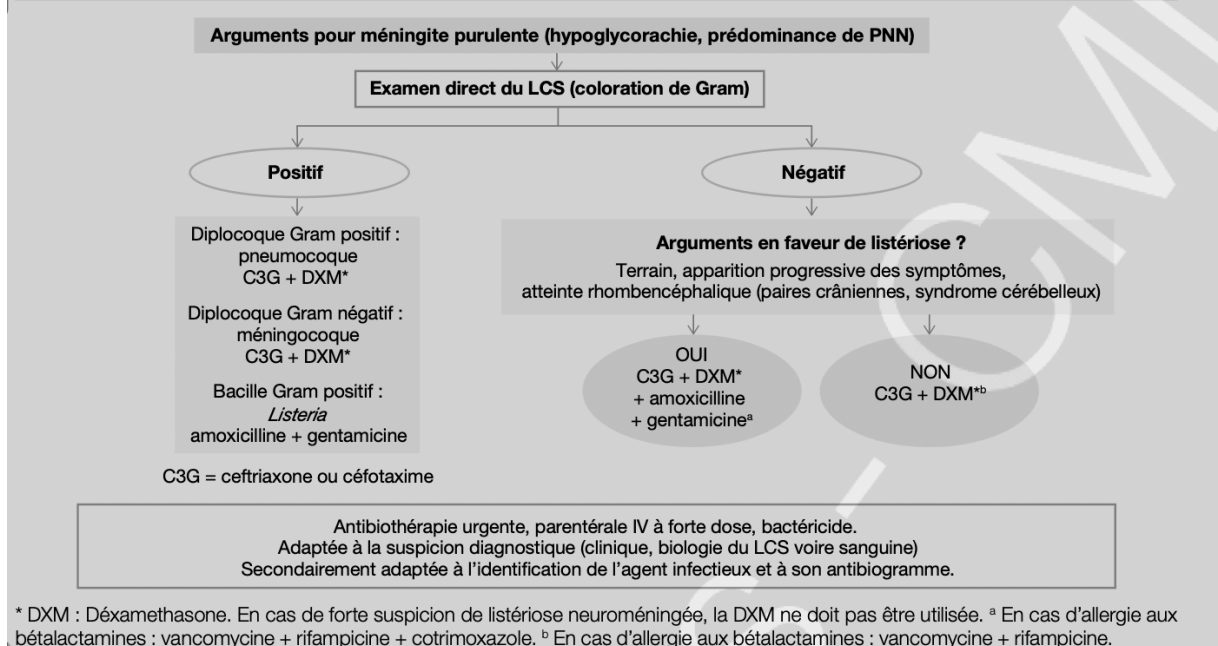 Arguments pour méningite purulente (hypoglycorachie, prédominance de PNN)
Examen direct du LCS (coloration de Gram)
Positif
Négatif
Diplocoque Gram positif :
pneumocoque
C3G + DXM*
Diplocoque Gram négatif :
méningocoque
C3G + DXM*
Bacille Gram positif :
Listeria
amoxicilline + gentamicine
C3G = ceftriaxone ou céfotaxime
Arguments en faveur de listériose ?
Terrain, apparition progressive des symptômes,
atteinte rhombencéphalique (paires crâniennes, syndrome cérébelleux)
OUI
C3G + DXM*
+ amoxicilline
+ gentamicineᵃ
NON
C3G + DXM*ᵇ
Antibiothérapie urgente, parentérale IV à forte dose, bactéricide.
Adaptée à la suspicion diagnostique (clinique, biologie du LCS voire sanguine)
Secondairement adaptée à l'identification de l'agent infectieux et à son antibiogramme.
* DXM : Déxamethasone. En cas de forte suspicion de listériose neuroméningée, la DXM ne doit pas être utilisée. ᵃ En cas d'allergie aux
bétalactamines : vancomycine + rifampicine + cotrimoxazole. ᵇ En cas d'allergie aux bétalactamines : vancomycine + rifampicine.